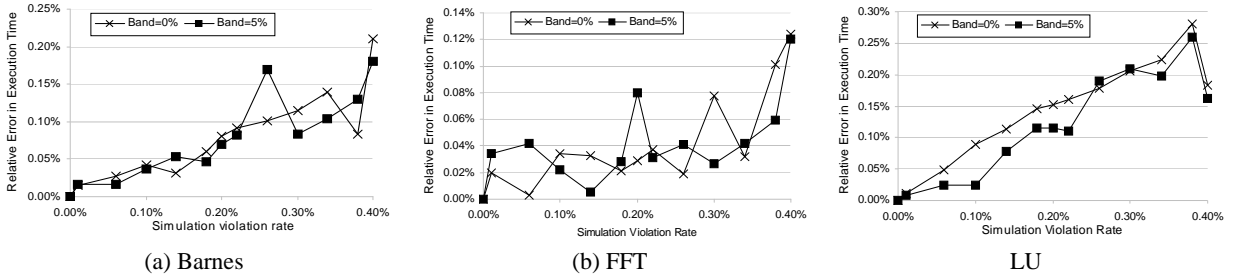 Relative Error in Execution Time
0.25%
0.20%
0.15%
0.10%
0.05%
0.00%
Band=0% Band=5%
0.00% 0.10% 0.20% 0.30% 0.40%
Simulation violation rate
(a) Barnes
Relative Error in Execution Time
0.14%
0.12%
0.10%
0.08%
0.06%
0.04%
0.02%
0.00%
Band=0% Band=5%
0.00% 0.10% 0.20% 0.30% 0.40%
Simulation Violation Rate
(b) FFT
Relative Error in Execution Time
0.30%
0.25%
0.20%
0.15%
0.10%
0.05%
0.00%
Band=0% Band=5%
0.00% 0.10% 0.20% 0.30% 0.40%
Simulation Violation Rate
LU